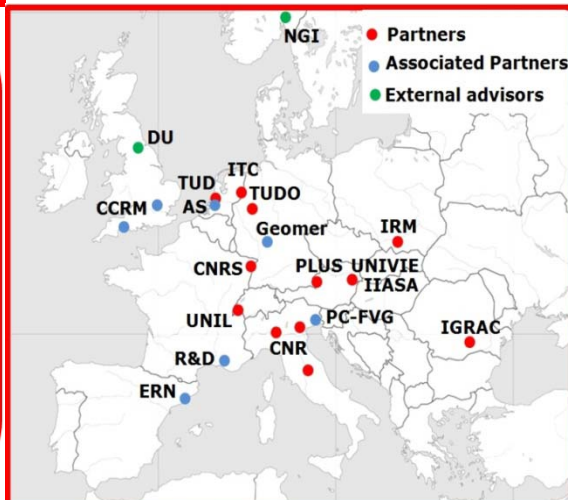 NGI
Partners
Associated Partners
External advisors
DU
ITC
TUD
TUDO
AS
CCRM
Geomer
IRM
CNRS
PLUS UNIVIE
IIASA
UNIL
PC-FVG
IGRAC
CNR
R&D
ERN